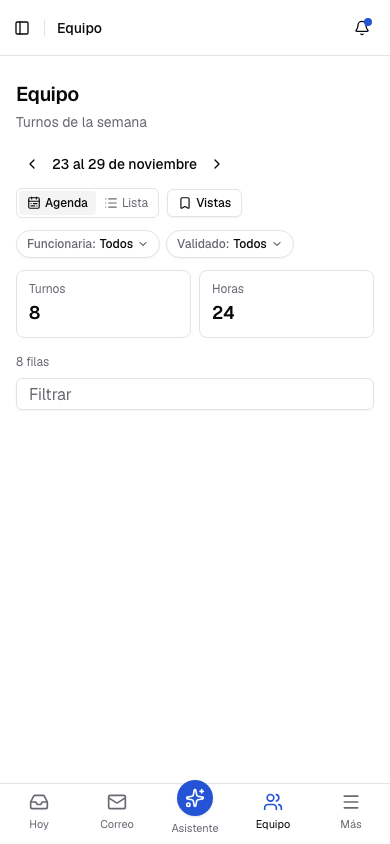 Equipo
Equipo
Turnos de la semana
23 al 29 de noviembre
Agenda Lista Vistas
Funcionaria: Todos Validado: Todos
Turnos Horas
8 24
8 filas
Filtrar
Hoy Correo Asistente Equipo Más